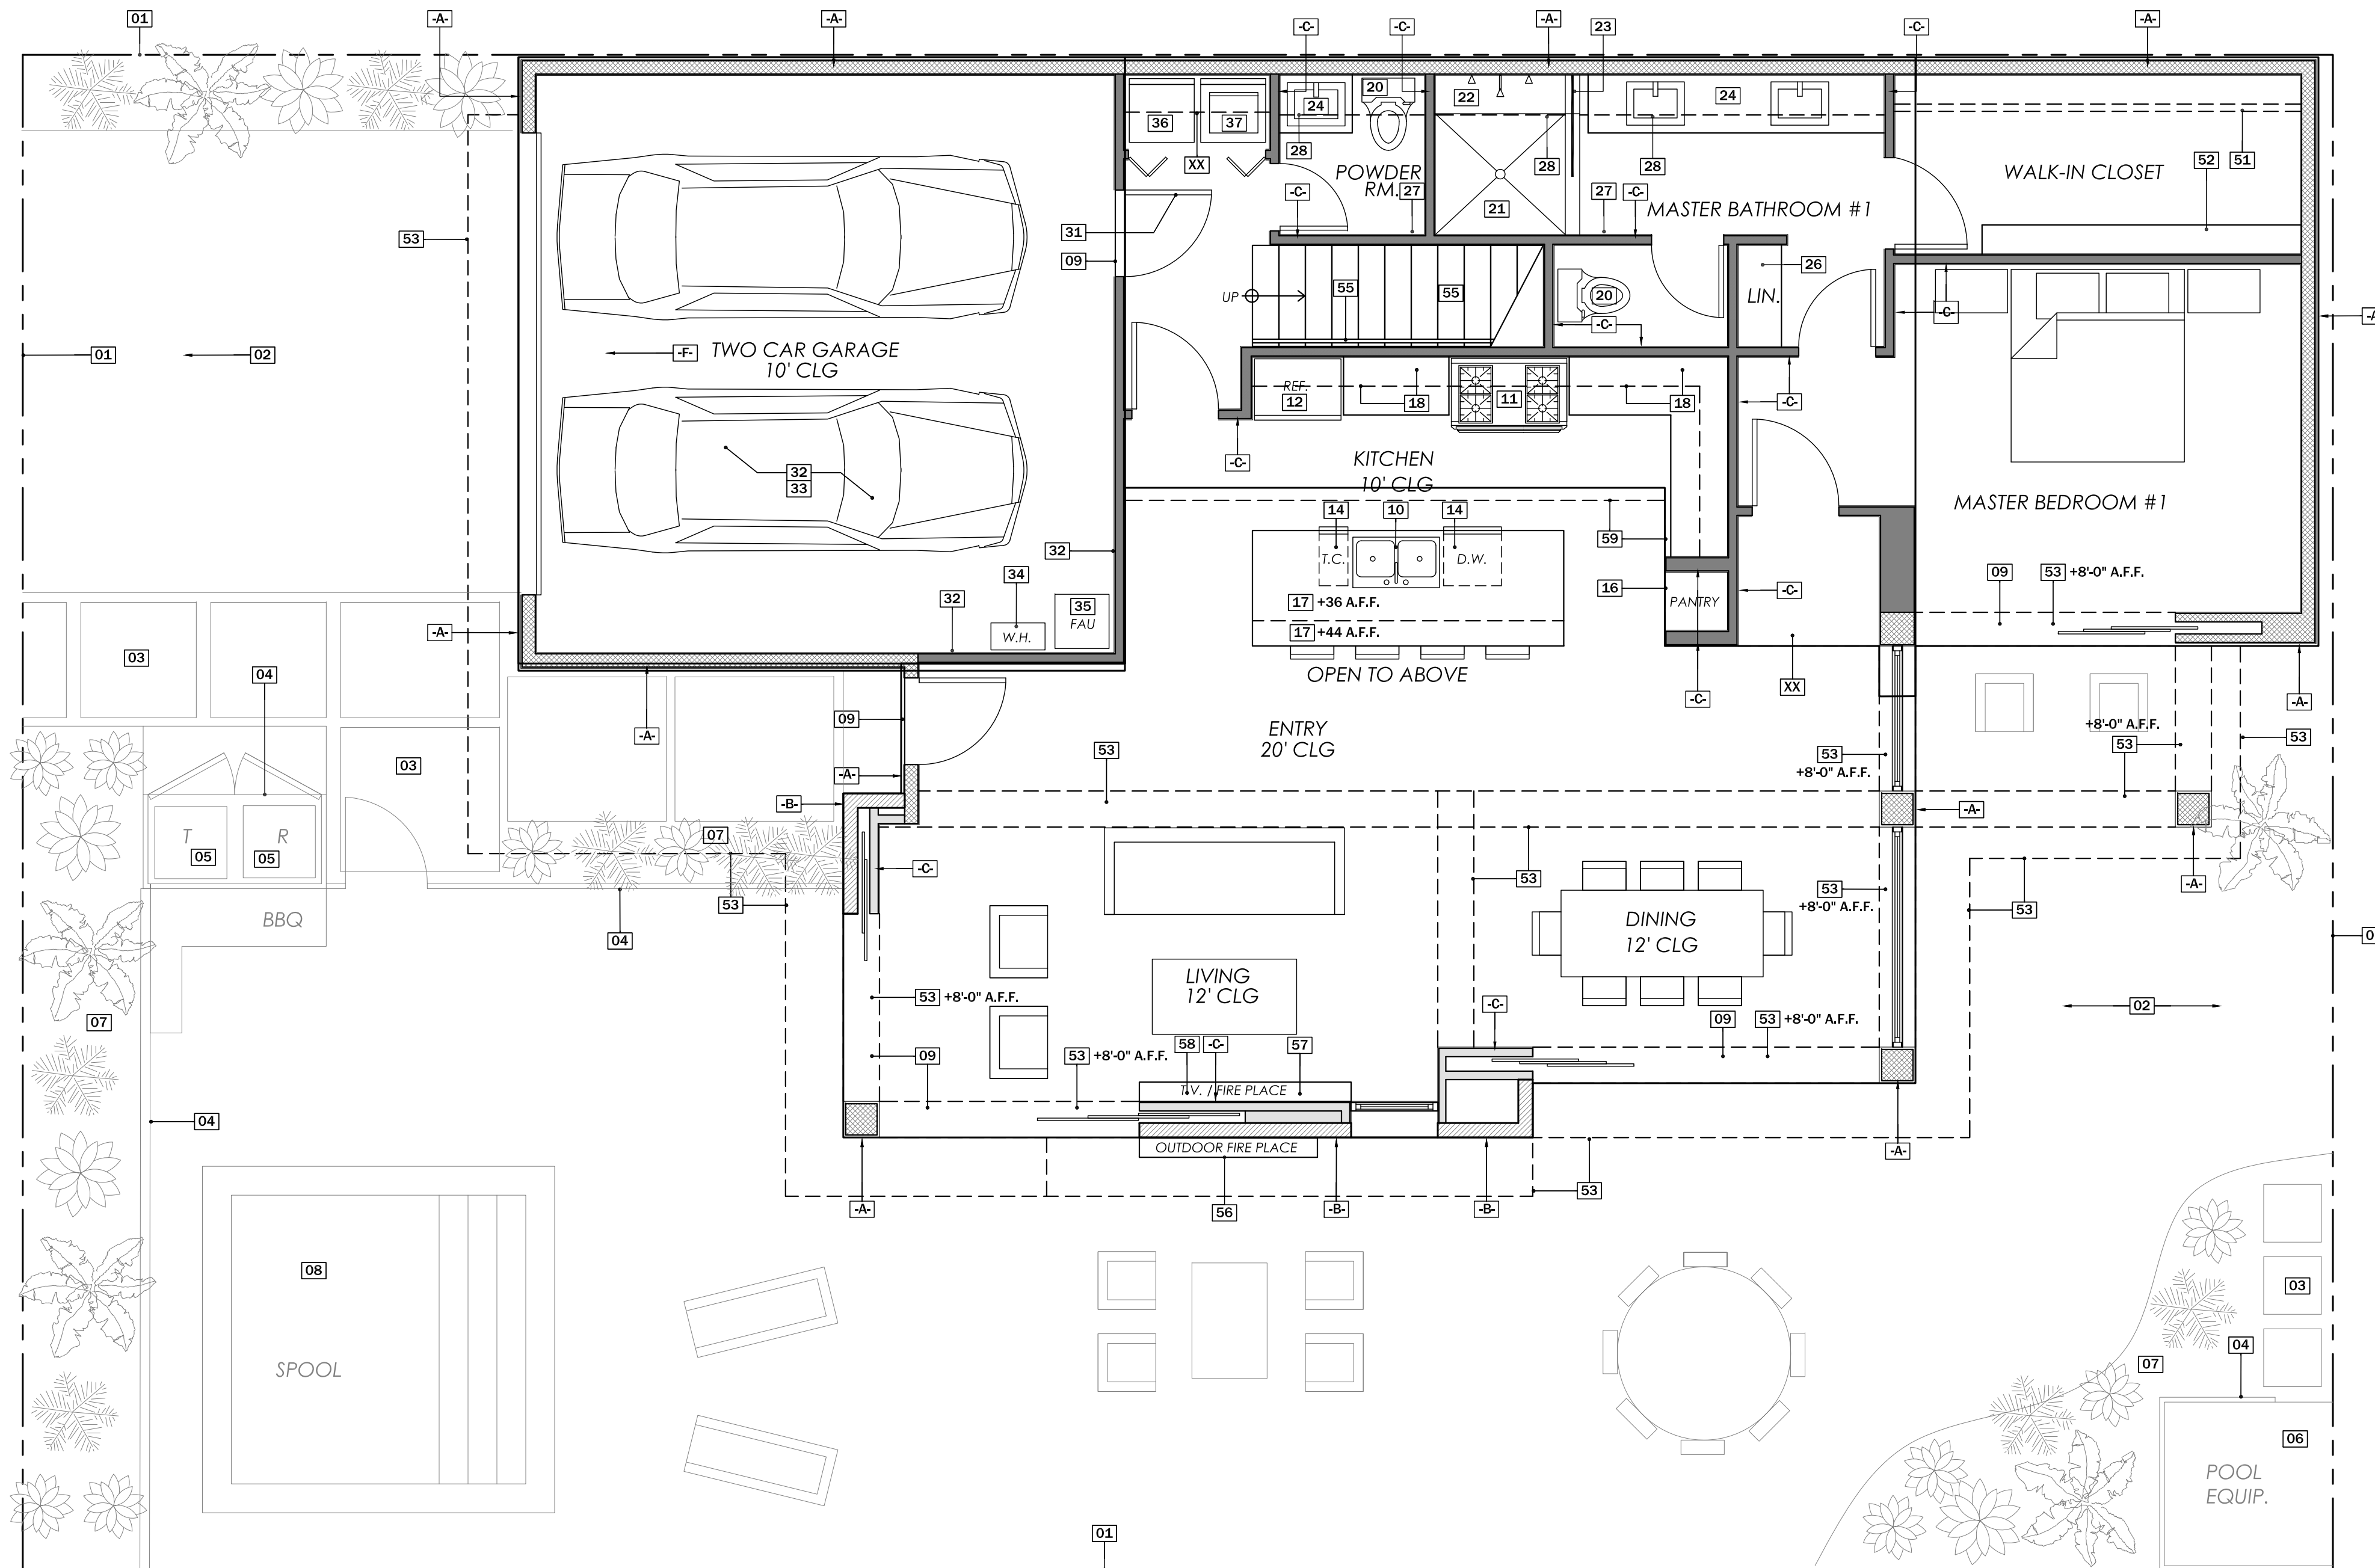 01
-A-
-A-
-C-
-C-
-A-
23
-C-
-A-
36
37
24
20
22
24
XX
28
28
28
51
52
POWDER
RM.
27
-C-
27
-C-
21
MASTER BATHROOM #1
WALK-IN CLOSET
53
31
09
26
LIN.
UP
55
55
20
-C-
-C-
01
02
-F-
TWO CAR GARAGE
10' CLG
REF.
12
18
11
18
-C-
-C-
KITCHEN
10' CLG
32
33
MASTER BEDROOM #1
14
10
14
T.C.
D.W.
59
32
34
W.H.
35
FAU
32
17 +36 A.F.F.
17 +44 A.F.F.
16
PANTRY
-C-
09
53 +8'-0" A.F.F.
-A-
03
04
OPEN TO ABOVE
-C-
XX
-A-
-A-
09
ENTRY
20' CLG
53
53
+8'-0" A.F.F.
+8'-0" A.F.F.
53
53
03
-A-
-B-
-A-
T
R
05
05
07
53
-C-
53
53
+8'-0" A.F.F.
-A-
53
BBQ
04
DINING
12' CLG
LIVING
12' CLG
53 +8'-0" A.F.F.
-C-
09
53 +8'-0" A.F.F.
02
07
09
53 +8'-0" A.F.F.
58
-C-
57
T.V. / FIRE PLACE
04
OUTDOOR FIRE PLACE
-A-
-A-
56
-B-
-B-
53
08
SPOOL
03
04
07
06
POOL
EQUIP.
01